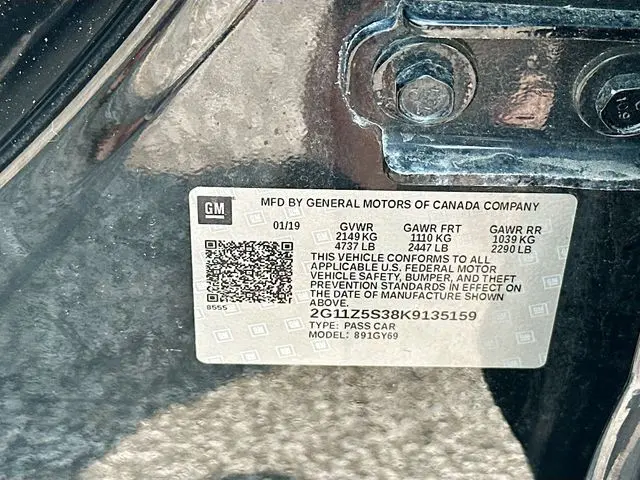 GM
MFD BY GENERAL MOTORS OF CANADA COMPANY
01/19 GVWR GAWR FRT GAWR RR
2149 KG 1110 KG 1039 KG
4737 LB 2447 LB 2290 LB
THIS VEHICLE CONFORMS TO ALL
APPLICABLE U.S. FEDERAL MOTOR
VEHICLE SAFETY, BUMPER, AND THEFT
PREVENTION STANDARDS IN EFFECT ON
THE DATE OF MANUFACTURE SHOWN
ABOVE.
8555
2G11Z5S38K9135159
TYPE: PASS CAR
MODEL: 891GY69